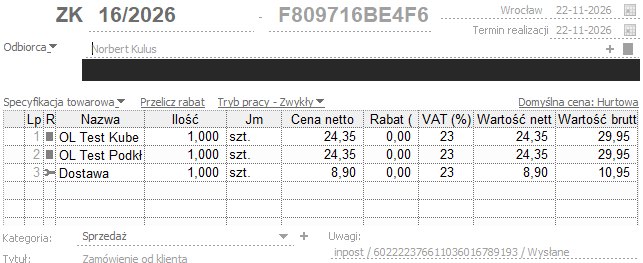 ZK 16/2026 - F809716BE4F6 Wrocław 22-11-2026
Termin realizacji 22-11-2026
Odbiorca Norbert Kulus
Specyfikacja towarowa Przelicz rabat Tryb pracy - Zwykły Domyślna cena: Hurtowa
Lp R Nazwa Ilość Jm Cena netto Rabat ( VAT (%) Wartość nett Wartość brutt
1 OL Test Kube 1,000 szt. 24,35 0,00 23 24,35 29,95
2 OL Test Podkł 1,000 szt. 24,35 0,00 23 24,35 29,95
3 Dostawa 1,000 szt. 8,90 0,00 23 8,90 10,95
Kategoria: Sprzedaż Uwagi:
inpost / 602222376611036016789193 / Wysłane
Tytuł: Zamówienie od klienta